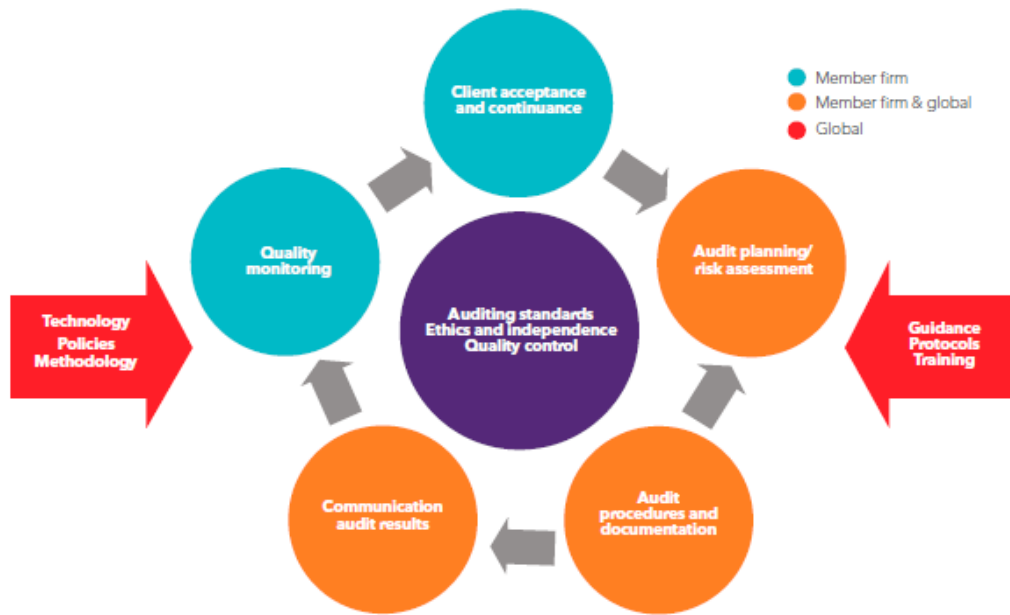 Client acceptance
and continuance
Member firm
Member firm & global
Global
Quality
monitoring
Audit planning/
risk assessment
Auditing standards
Ethics and independence
Quality control
Technology
Policies
Methodology
Guidance
Protocols
Training
Communication
audit results
Audit
procedures and
documentation